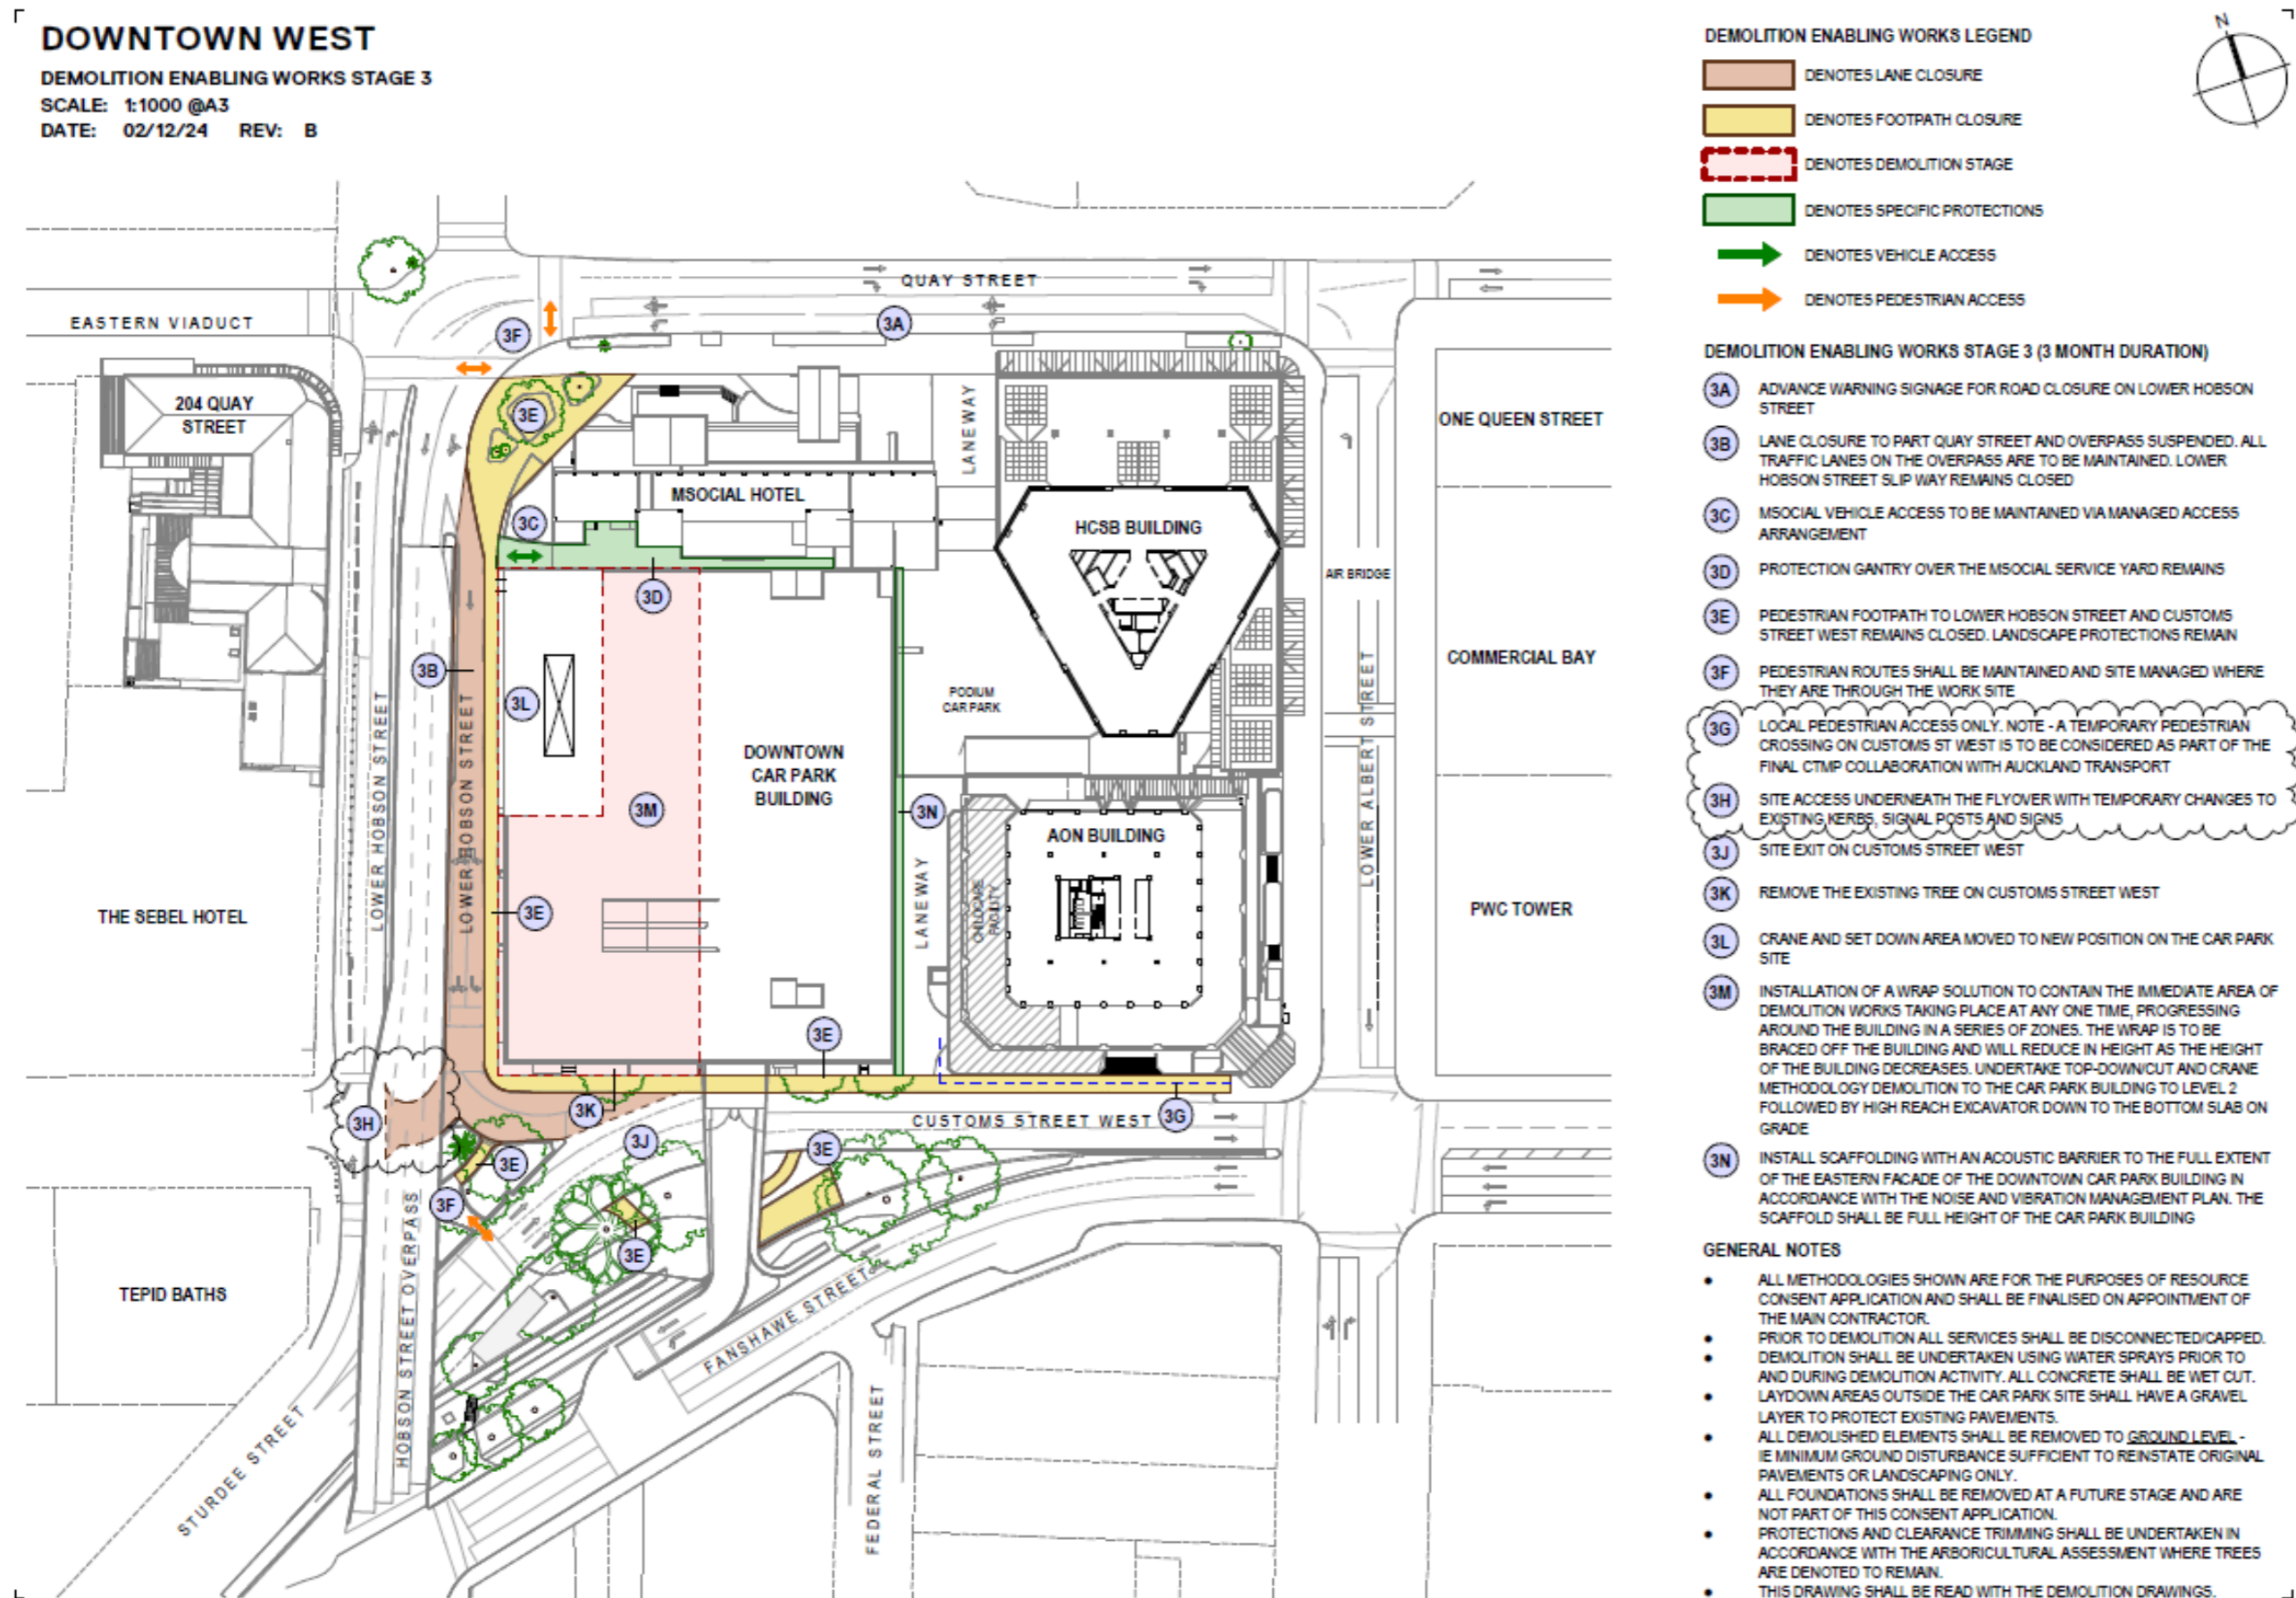 DOWNTOWN WEST
DEMOLITION ENABLING WORKS STAGE 3
SCALE: 1:1000 @A3
DATE: 02/12/24 REV: B
N
DEMOLITION ENABLING WORKS LEGEND
DENOTES LANE CLOSURE
DENOTES FOOTPATH CLOSURE
DENOTES DEMOLITION STAGE
DENOTES SPECIFIC PROTECTIONS
DENOTES VEHICLE ACCESS
DENOTES PEDESTRIAN ACCESS
DEMOLITION ENABLING WORKS STAGE 3 (3 MONTH DURATION)
3A ADVANCE WARNING SIGNAGE FOR ROAD CLOSURE ON LOWER HOBSON
STREET
3B LANE CLOSURE TO PART QUAY STREET AND OVERPASS SUSPENDED. ALL
TRAFFIC LANES ON THE OVERPASS ARE TO BE MAINTAINED. LOWER
HOBSON STREET SLIP WAY REMAINS CLOSED
3C MSOCIAL VEHICLE ACCESS TO BE MAINTAINED VIA MANAGED ACCESS
ARRANGEMENT
3D PROTECTION GANTRY OVER THE MSOCIAL SERVICE YARD REMAINS
3E PEDESTRIAN FOOTPATH TO LOWER HOBSON STREET AND CUSTOMS
STREET WEST REMAINS CLOSED. LANDSCAPE PROTECTIONS REMAIN
3F PEDESTRIAN ROUTES SHALL BE MAINTAINED AND SITE MANAGED WHERE
THEY ARE THROUGH THE WORK SITE
3G LOCAL PEDESTRIAN ACCESS ONLY. NOTE - A TEMPORARY PEDESTRIAN
CROSSING ON CUSTOMS ST WEST IS TO BE CONSIDERED AS PART OF THE
FINAL CTMP COLLABORATION WITH AUCKLAND TRANSPORT
3H SITE ACCESS UNDERNEATH THE FLYOVER WITH TEMPORARY CHANGES TO
EXISTING KERBS, SIGNAL POSTS AND SIGNS
3J SITE EXIT ON CUSTOMS STREET WEST
3K REMOVE THE EXISTING TREE ON CUSTOMS STREET WEST
3L CRANE AND SET DOWN AREA MOVED TO NEW POSITION ON THE CAR PARK
SITE
3M INSTALLATION OF A WRAP SOLUTION TO CONTAIN THE IMMEDIATE AREA OF
DEMOLITION WORKS TAKING PLACE AT ANY ONE TIME, PROGRESSING
AROUND THE BUILDING IN A SERIES OF ZONES. THE WRAP IS TO BE
BRACED OFF THE BUILDING AND WILL REDUCE IN HEIGHT AS THE HEIGHT
OF THE BUILDING DECREASES. UNDERTAKE TOP-DOWN/CUT AND CRANE
METHODOLOGY DEMOLITION TO THE CAR PARK BUILDING TO LEVEL 2
FOLLOWED BY HIGH REACH EXCAVATOR DOWN TO THE BOTTOM SLAB ON
GRADE
3N INSTALL SCAFFOLDING WITH AN ACOUSTIC BARRIER TO THE FULL EXTENT
OF THE EASTERN FACADE OF THE DOWNTOWN CAR PARK BUILDING IN
ACCORDANCE WITH THE NOISE AND VIBRATION MANAGEMENT PLAN. THE
SCAFFOLD SHALL BE FULL HEIGHT OF THE CAR PARK BUILDING
GENERAL NOTES
• ALL METHODOLOGIES SHOWN ARE FOR THE PURPOSES OF RESOURCE
CONSENT APPLICATION AND SHALL BE FINALISED ON APPOINTMENT OF
THE MAIN CONTRACTOR.
• PRIOR TO DEMOLITION ALL SERVICES SHALL BE DISCONNECTED/CAPPED.
• DEMOLITION SHALL BE UNDERTAKEN USING WATER SPRAYS PRIOR TO
AND DURING DEMOLITION ACTIVITY. ALL CONCRETE SHALL BE WET CUT.
• LAYDOWN AREAS OUTSIDE THE CAR PARK SITE SHALL HAVE A GRAVEL
LAYER TO PROTECT EXISTING PAVEMENTS.
• ALL DEMOLISHED ELEMENTS SHALL BE REMOVED TO GROUND LEVEL -
IE MINIMUM GROUND DISTURBANCE SUFFICIENT TO REINSTATE ORIGINAL
PAVEMENTS OR LANDSCAPING ONLY.
• ALL FOUNDATIONS SHALL BE REMOVED AT A FUTURE STAGE AND ARE
NOT PART OF THIS CONSENT APPLICATION.
• PROTECTIONS AND CLEARANCE TRIMMING SHALL BE UNDERTAKEN IN
ACCORDANCE WITH THE ARBORICULTURAL ASSESSMENT WHERE TREES
ARE DENOTED TO REMAIN.
• THIS DRAWING SHALL BE READ WITH THE DEMOLITION DRAWINGS.
QUAY STREET
EASTERN VIADUCT
3A
3F
204 QUAY
STREET
3E
LANEWAY
ONE QUEEN STREET
MSOCIAL HOTEL
3C
HCSB BUILDING
AIR BRIDGE
3D
3B
COMMERCIAL BAY
3L
PODIUM
CAR PARK
LOWER HOBSON STREET
LOWER HOBSON STREET
LOWER ALBERT STREET
DOWNTOWN
CAR PARK
BUILDING
3M
3N
AON BUILDING
THE SEBEL HOTEL
3E
LANEWAY
CHILDCARE
FACILITY
PWC TOWER
3E
3K
3G
CUSTOMS STREET WEST
3H
3J
3E
3E
3F
3E
HOBSON STREET OVERPASS
TEPID BATHS
FANSHAWE STREET
STURDEE STREET
FEDERAL STREET